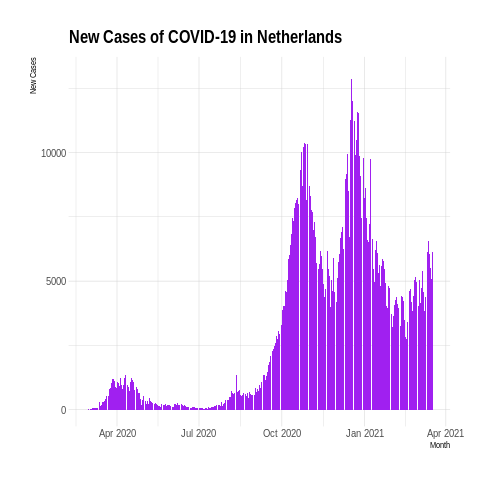 New Cases of COVID-19 in Netherlands
New Cases
10000
5000
0
Apr 2020 Jul 2020 Oct 2020 Jan 2021 Apr 2021
Month